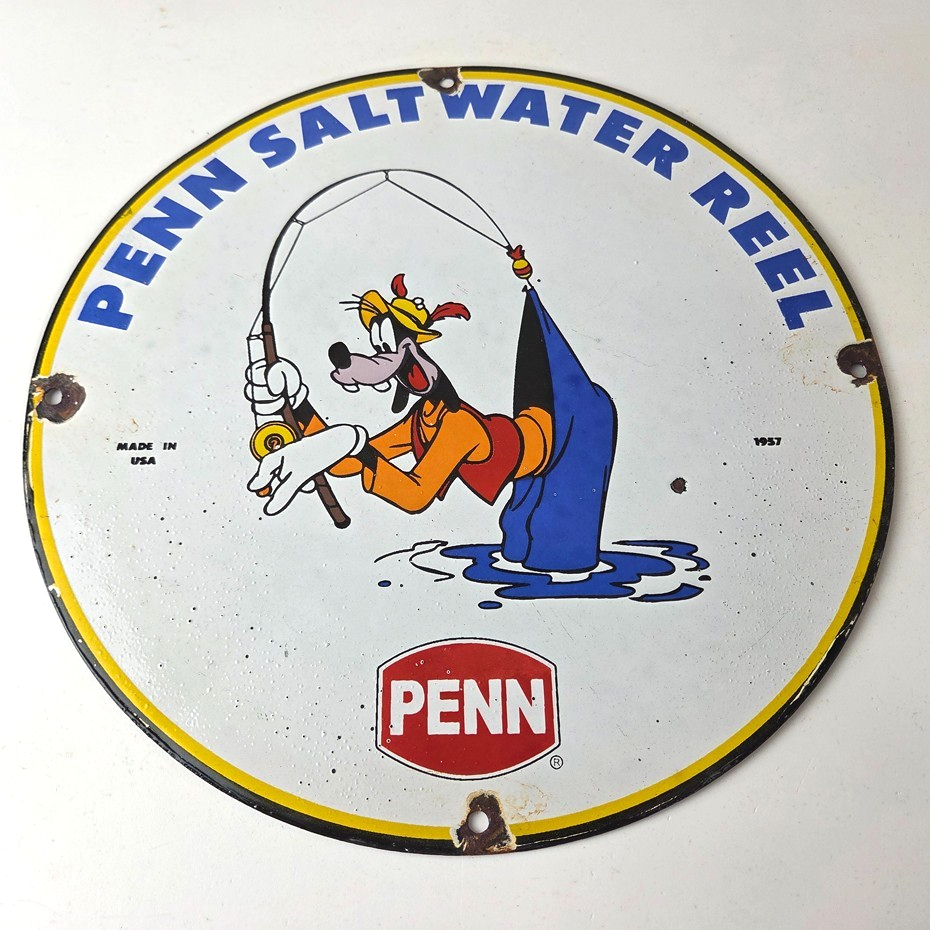 PENN SALTWATER REEL
MADE IN
USA
1957
PENN
®